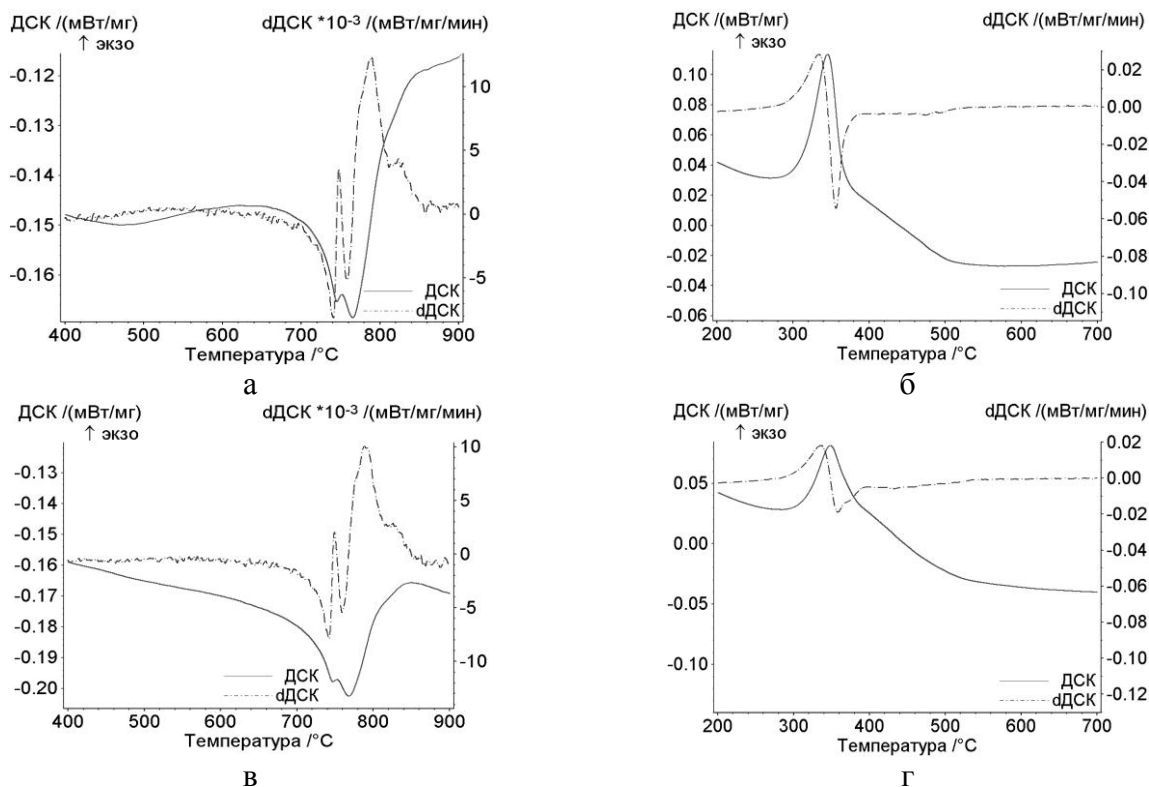 ДСК /(мВт/мг) dДСК *10-3 /(мВт/мг/мин)
↑ экзо
-0.12
-0.13
-0.14
-0.15
-0.16
10
5
0
-5
ДСК
dДСК
400 500 600 700 800 900
Температура /°C
а
ДСК /(мВт/мг) dДСК /(мВт/мг/мин)
↑ экзо
0.10
0.08
0.06
0.04
0.02
0.00
-0.02
-0.04
-0.06
0.02
0.00
-0.02
-0.04
-0.06
-0.08
-0.10
ДСК
dДСК
200 300 400 500 600 700
Температура /°C
б
ДСК /(мВт/мг) dДСК *10-3 /(мВт/мг/мин)
↑ экзо
-0.13
-0.14
-0.15
-0.16
-0.17
-0.18
-0.19
-0.20
10
5
0
-5
-10
ДСК
dДСК
400 500 600 700 800 900
Температура /°C
в
ДСК /(мВт/мг) dДСК /(мВт/мг/мин)
↑ экзо
0.05
0.00
-0.05
-0.10
0.02
0.00
-0.02
-0.04
-0.06
-0.08
-0.10
-0.12
ДСК
dДСК
200 300 400 500 600 700
Температура /°C
г